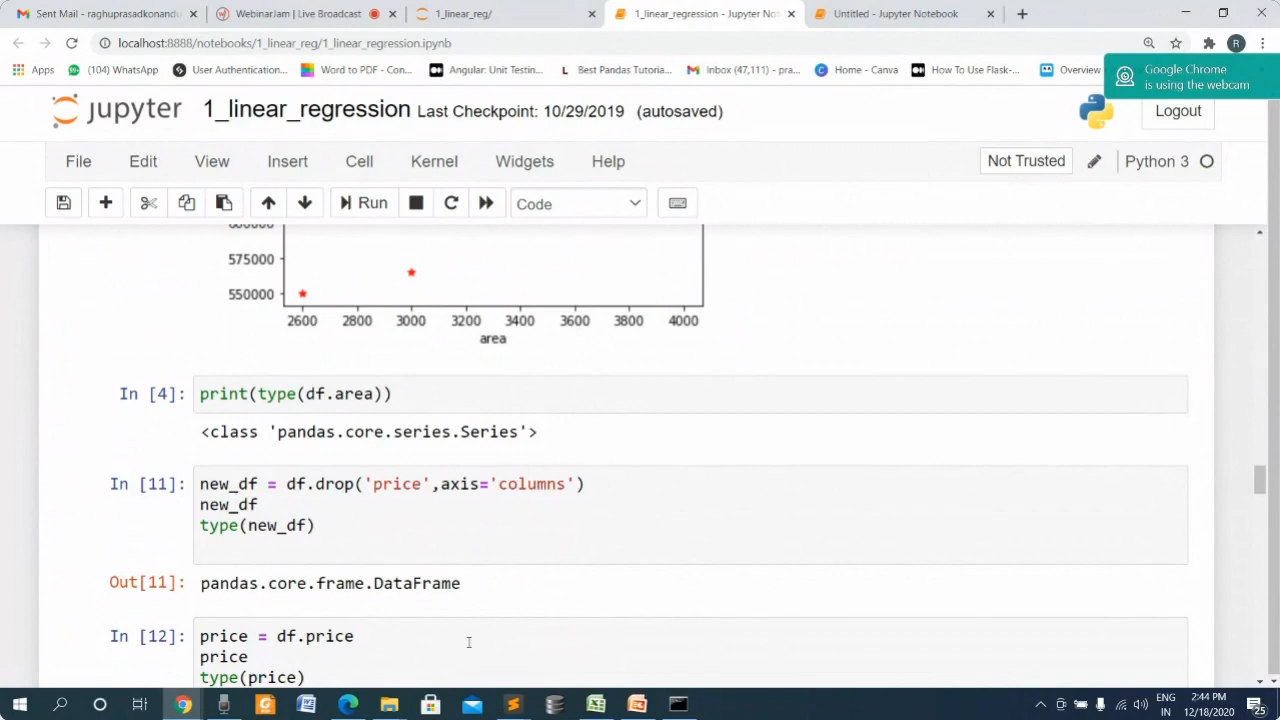 Sent Mail - raghuprasadkonandu
WebinarJam | Live Broadcast
1_linear_reg/
1_linear_regression - Jupyter Not
Untitled - Jupyter Notebook
localhost:8888/notebooks/1_linear_reg/1_linear_regression.ipynb
R
Apps
(104) WhatsApp
User Authentication...
Word to PDF - Con...
Angular: Unit Testin...
Best Pandas Tutoria...
Inbox (47,111) - pra...
Home - Canva
How To Use Flask-...
Overview
Google Chrome
is using the webcam
jupyter 1_linear_regression Last Checkpoint: 10/29/2019 (autosaved)
Logout
File Edit View Insert Cell Kernel Widgets Help
Not Trusted
Python 3
Run
Code
600000
575000
550000
2600 2800 3000 3200 3400 3600 3800 4000
area
In [4]: print(type(df.area))
<class 'pandas.core.series.Series'>
In [11]: new_df = df.drop('price',axis='columns')
new_df
type(new_df)
Out[11]: pandas.core.frame.DataFrame
In [12]: price = df.price
price
type(price)
ENG
IN
2:44 PM
12/18/2020
25